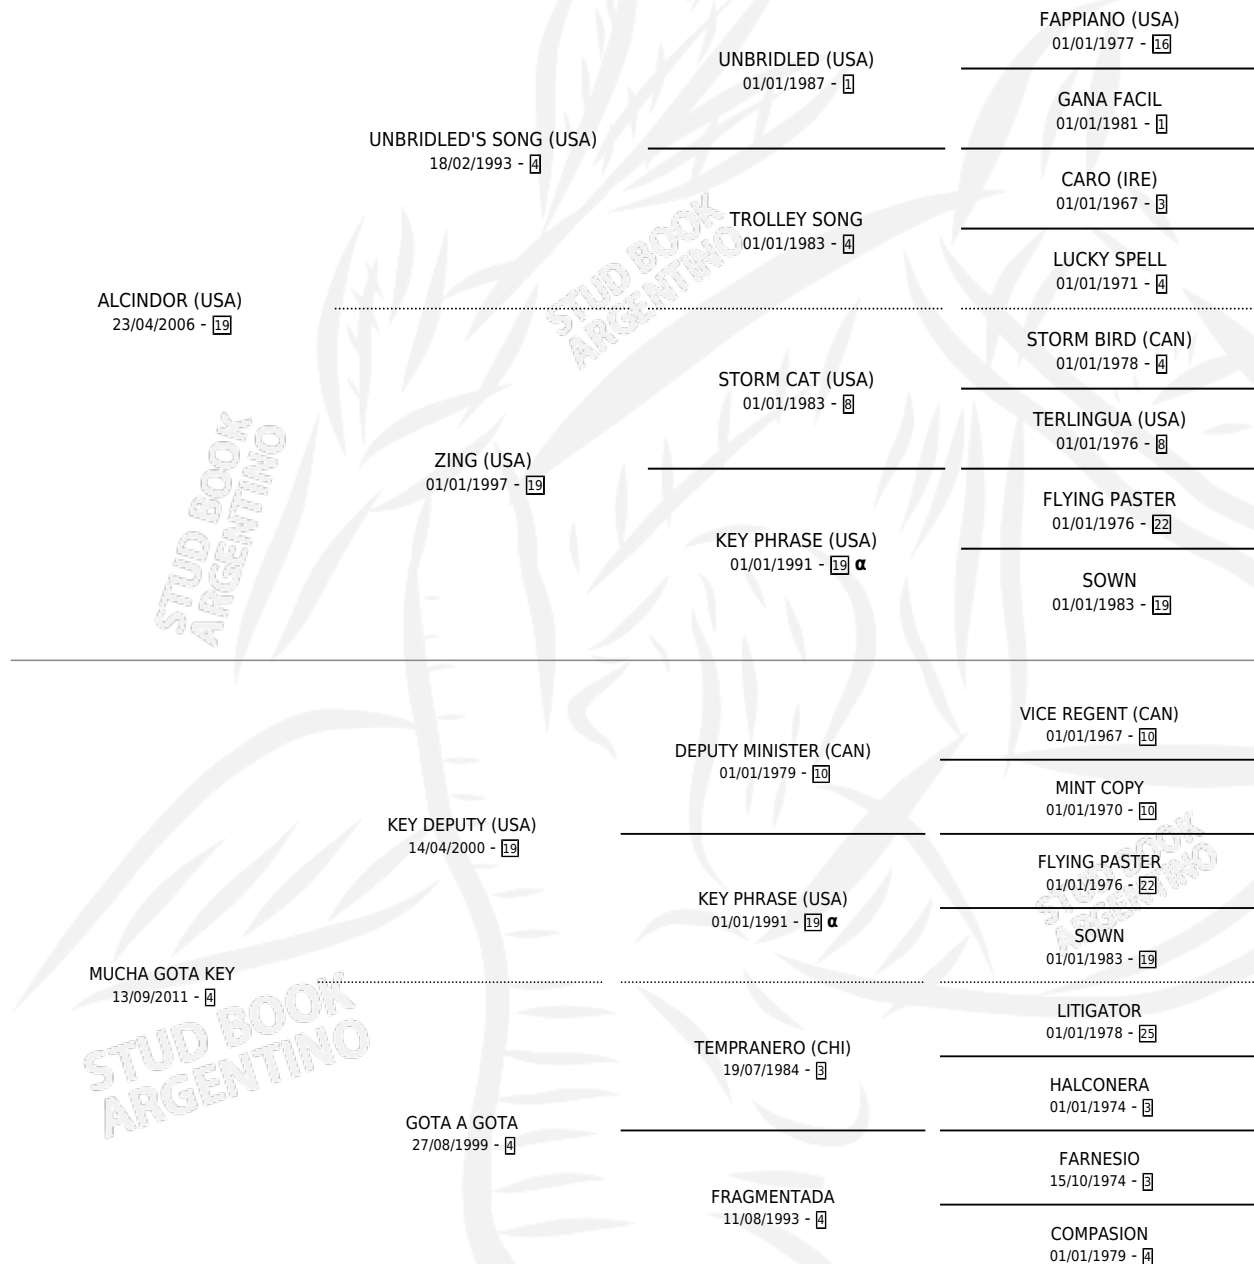 FAPPIANO (USA)
01/01/1977 - 16
UNBRIDLED (USA)
01/01/1987 - 1
GANA FACIL
01/01/1981 - 1
UNBRIDLED'S SONG (USA)
18/02/1993 - 4
CARO (IRE)
01/01/1967 - 3
TROLLEY SONG
01/01/1983 - 4
LUCKY SPELL
01/01/1971 - 4
ALCINDOR (USA)
23/04/2006 - 19
STUD BOOK
ARGENTINO
STORM BIRD (CAN)
01/01/1978 - 4
STORM CAT (USA)
01/01/1983 - 8
TERLINGUA (USA)
01/01/1976 - 8
ZING (USA)
01/01/1997 - 19
FLYING PASTER
01/01/1976 - 22
KEY PHRASE (USA)
01/01/1991 - 19 α
SOWN
01/01/1983 - 19
STUD BOOK
ARGENTINO
VICE REGENT (CAN)
01/01/1967 - 10
DEPUTY MINISTER (CAN)
01/01/1979 - 10
MINT COPY
01/01/1970 - 10
KEY DEPUTY (USA)
14/04/2000 - 19
FLYING PASTER
01/01/1976 - 22
KEY PHRASE (USA)
01/01/1991 - 19 α
SOWN
01/01/1983 - 19
STUD BOOK
ARGENTINO
MUCHA GOTA KEY
13/09/2011 - 4
STUD BOOK
ARGENTINO
LITIGATOR
01/01/1978 - 25
TEMPRANERO (CHI)
19/07/1984 - 3
HALCONERA
01/01/1974 - 3
GOTA A GOTA
27/08/1999 - 4
FARNESIO
15/10/1974 - 3
FRAGMENTADA
11/08/1993 - 4
COMPASION
01/01/1979 - 4